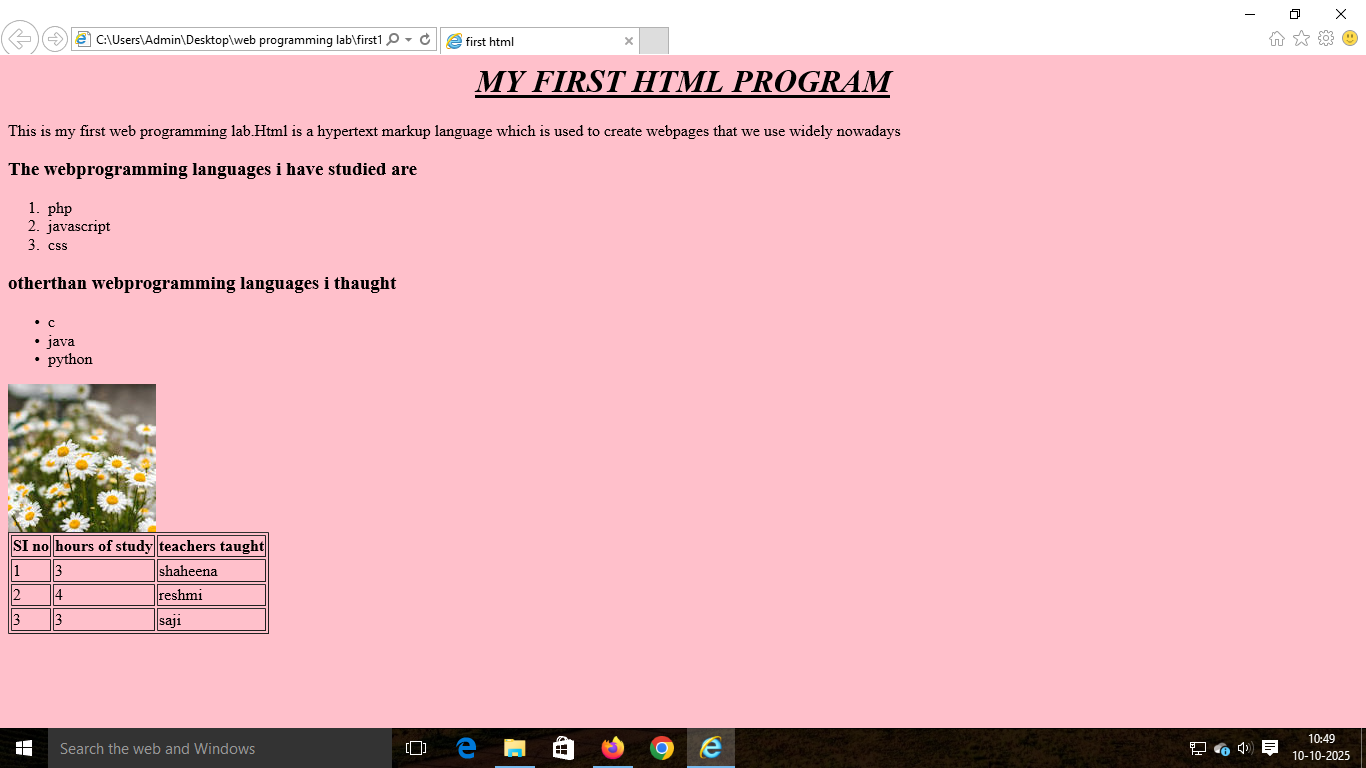 C:\Users\Admin\Desktop\web programming lab\first1
first html
MY FIRST HTML PROGRAM
This is my first web programming lab.Html is a hypertext markup language which is used to create webpages that we use widely nowadays
The webprogramming languages i have studied are
1. php
2. javascript
3. css
otherthan webprogramming languages i thaught
• c
• java
• python
SI no hours of study teachers taught
1 3 shaheena
2 4 reshmi
3 3 saji
Search the web and Windows
10:49
10-10-2025